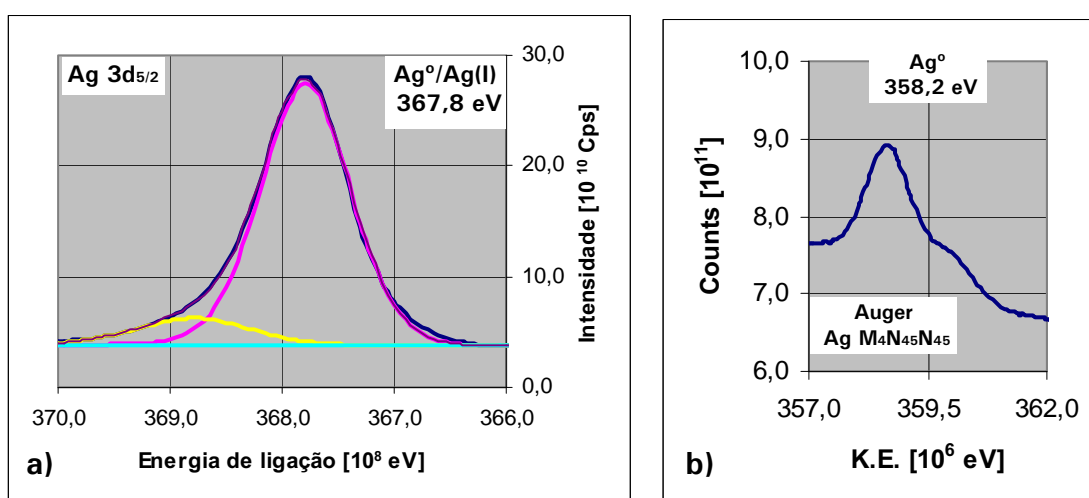 Ag 3d5/2
Agº/Ag(I)
367,8 eV
30,0
20,0
10,0
0,0
Intensidade [10 ¹⁰ Cps]
370,0 369,0 368,0 367,0 366,0
a) Energia de ligação [10⁸ eV]
Agº
358,2 eV
10,0
9,0
8,0
7,0
6,0
Counts [10¹¹]
Auger
Ag M4N45N45
357,0 359,5 362,0
b) K.E. [10⁶ eV]